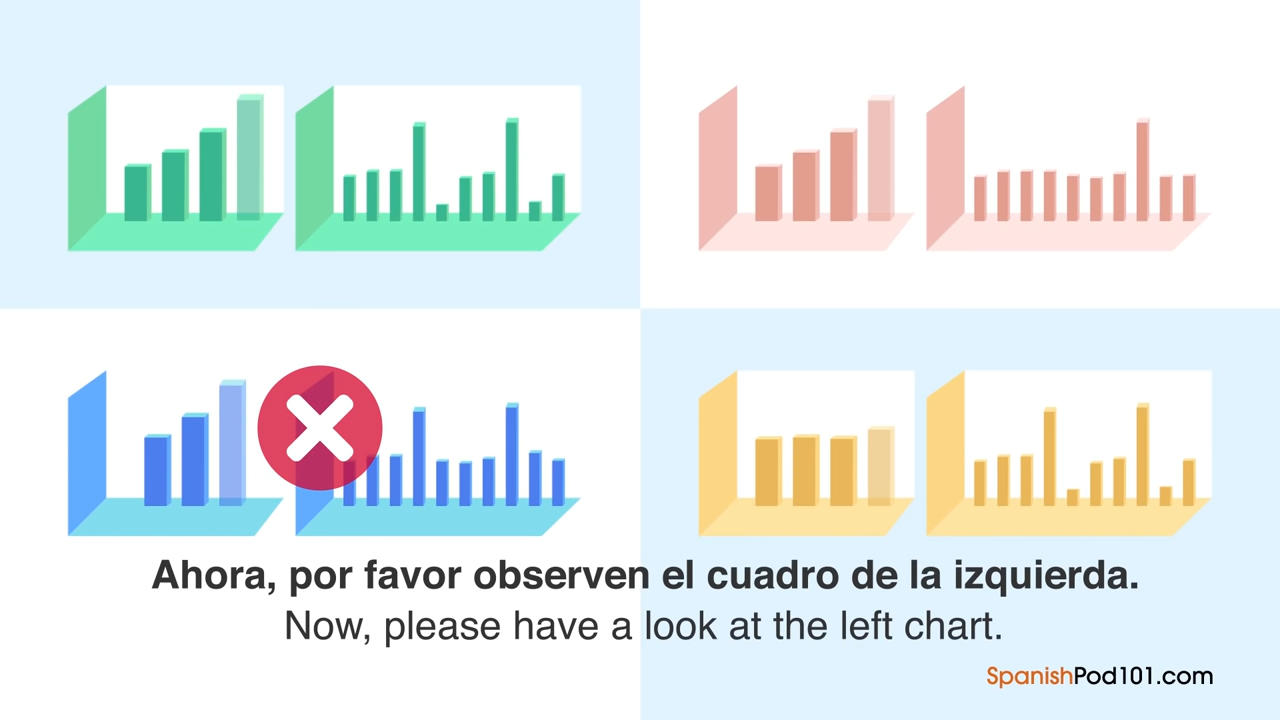 Ahora, por favor observen el cuadro de la izquierda.
Now, please have a look at the left chart.
SpanishPod101.com